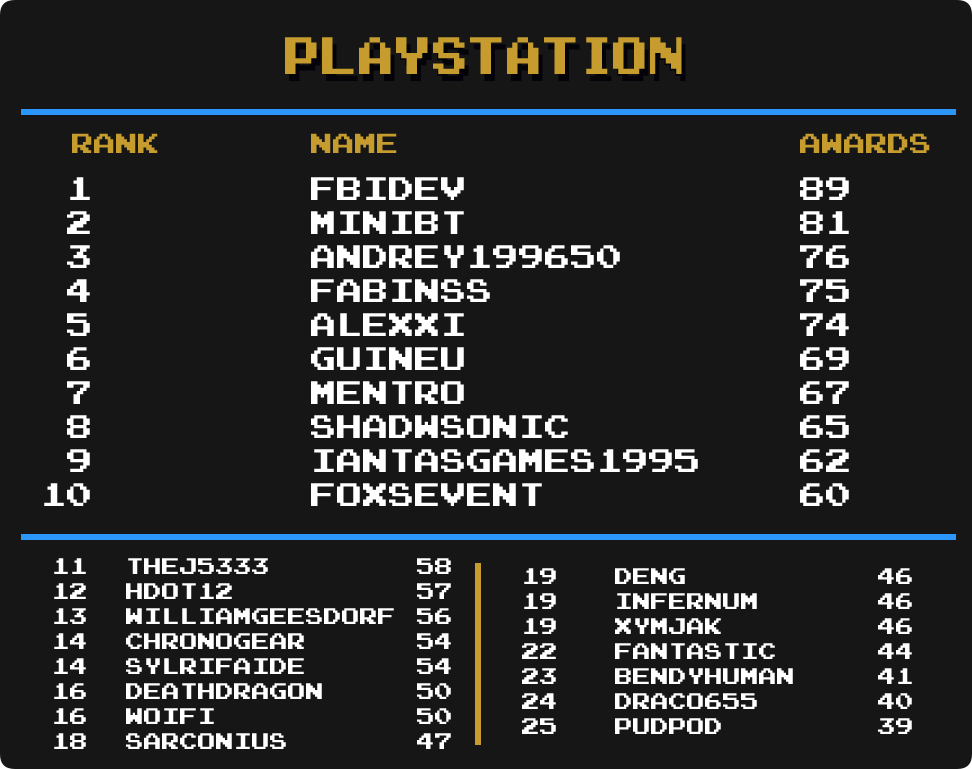 PLAYSTATION
RANK NAME AWARDS
1 FBIDEV 89
2 MINIBT 81
3 ANDREY199650 76
4 FABINSS 75
5 ALEXXI 74
6 GUINEU 69
7 MENTRO 67
8 SHADWSONIC 65
9 IANTASGAMES1995 62
10 FOXSEVENT 60
11 THEJ5333 58
12 HDOT12 57
13 WILLIAMGEESDORF 56
14 CHRONOGEAR 54
14 SYLRIFAIDE 54
16 DEATHDRAGON 50
16 WOIFI 50
18 SARCONIUS 47
19 DENG 46
19 INFERNUM 46
19 XYMJAK 46
22 FANTASTIC 44
23 BENDYHUMAN 41
24 DRACO655 40
25 PUDPOD 39